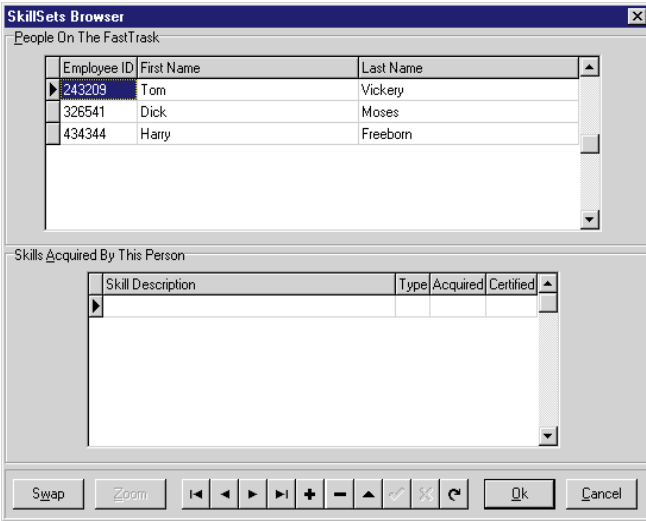 SkillSets Browser
People On The FastTrask
Employee ID First Name Last Name
243209 Tom Vickery
326541 Dick Moses
434344 Harry Freeborn
Skills Acquired By This Person
Skill Description Type Acquired Certified
Swap Zoom Ok Cancel